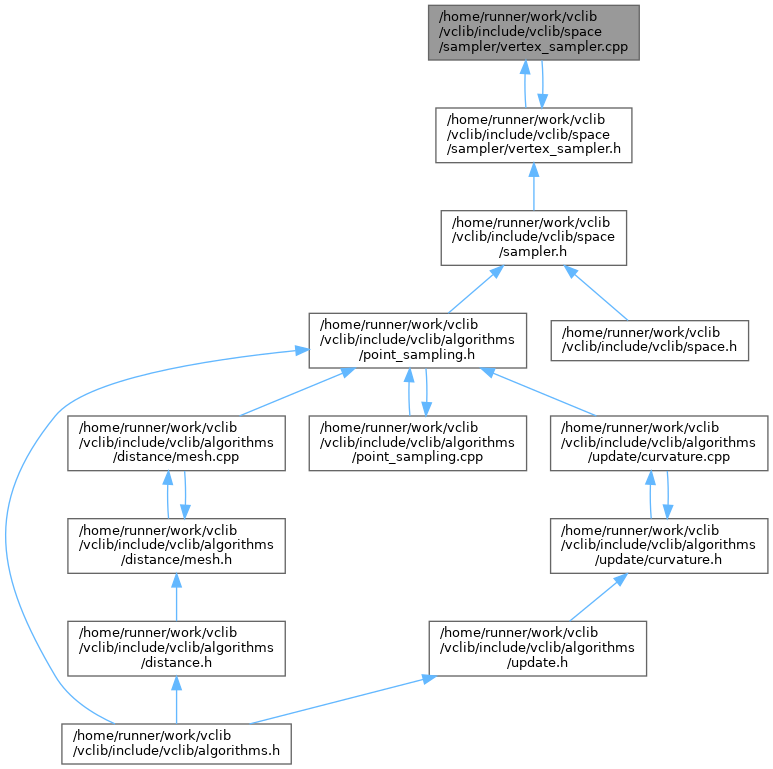 /home/runner/work/vclib
/vclib/include/vclib/space
/sampler/vertex_sampler.cpp
/home/runner/work/vclib
/vclib/include/vclib/space
/sampler/vertex_sampler.h
/home/runner/work/vclib
/vclib/include/vclib/space
/sampler.h
/home/runner/work/vclib
/vclib/include/vclib/algorithms
/point_sampling.h
/home/runner/work/vclib
/vclib/include/vclib/space.h
/home/runner/work/vclib
/vclib/include/vclib/algorithms
/distance/mesh.cpp
/home/runner/work/vclib
/vclib/include/vclib/algorithms
/point_sampling.cpp
/home/runner/work/vclib
/vclib/include/vclib/algorithms
/update/curvature.cpp
/home/runner/work/vclib
/vclib/include/vclib/algorithms
/distance/mesh.h
/home/runner/work/vclib
/vclib/include/vclib/algorithms
/update/curvature.h
/home/runner/work/vclib
/vclib/include/vclib/algorithms
/distance.h
/home/runner/work/vclib
/vclib/include/vclib/algorithms
/update.h
/home/runner/work/vclib
/vclib/include/vclib/algorithms.h